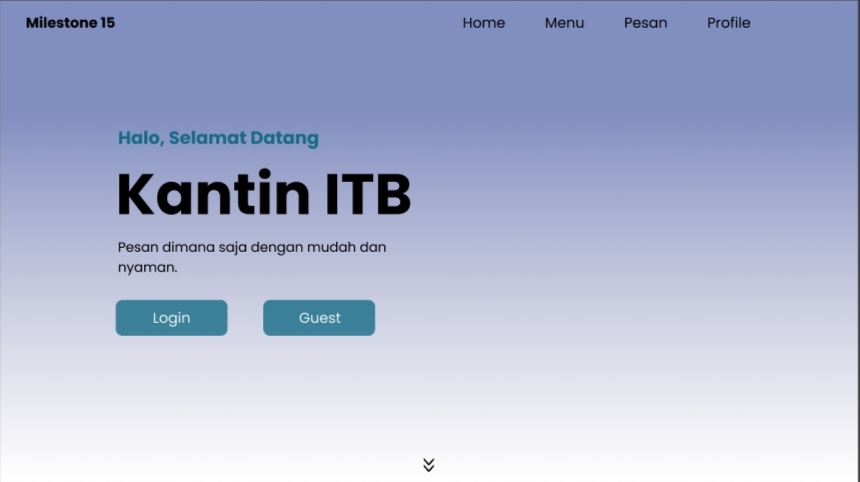 Milestone 15
Home Menu Pesan Profile
Halo, Selamat Datang
Kantin ITB
Pesan dimana saja dengan mudah dan
nyaman.
Login Guest